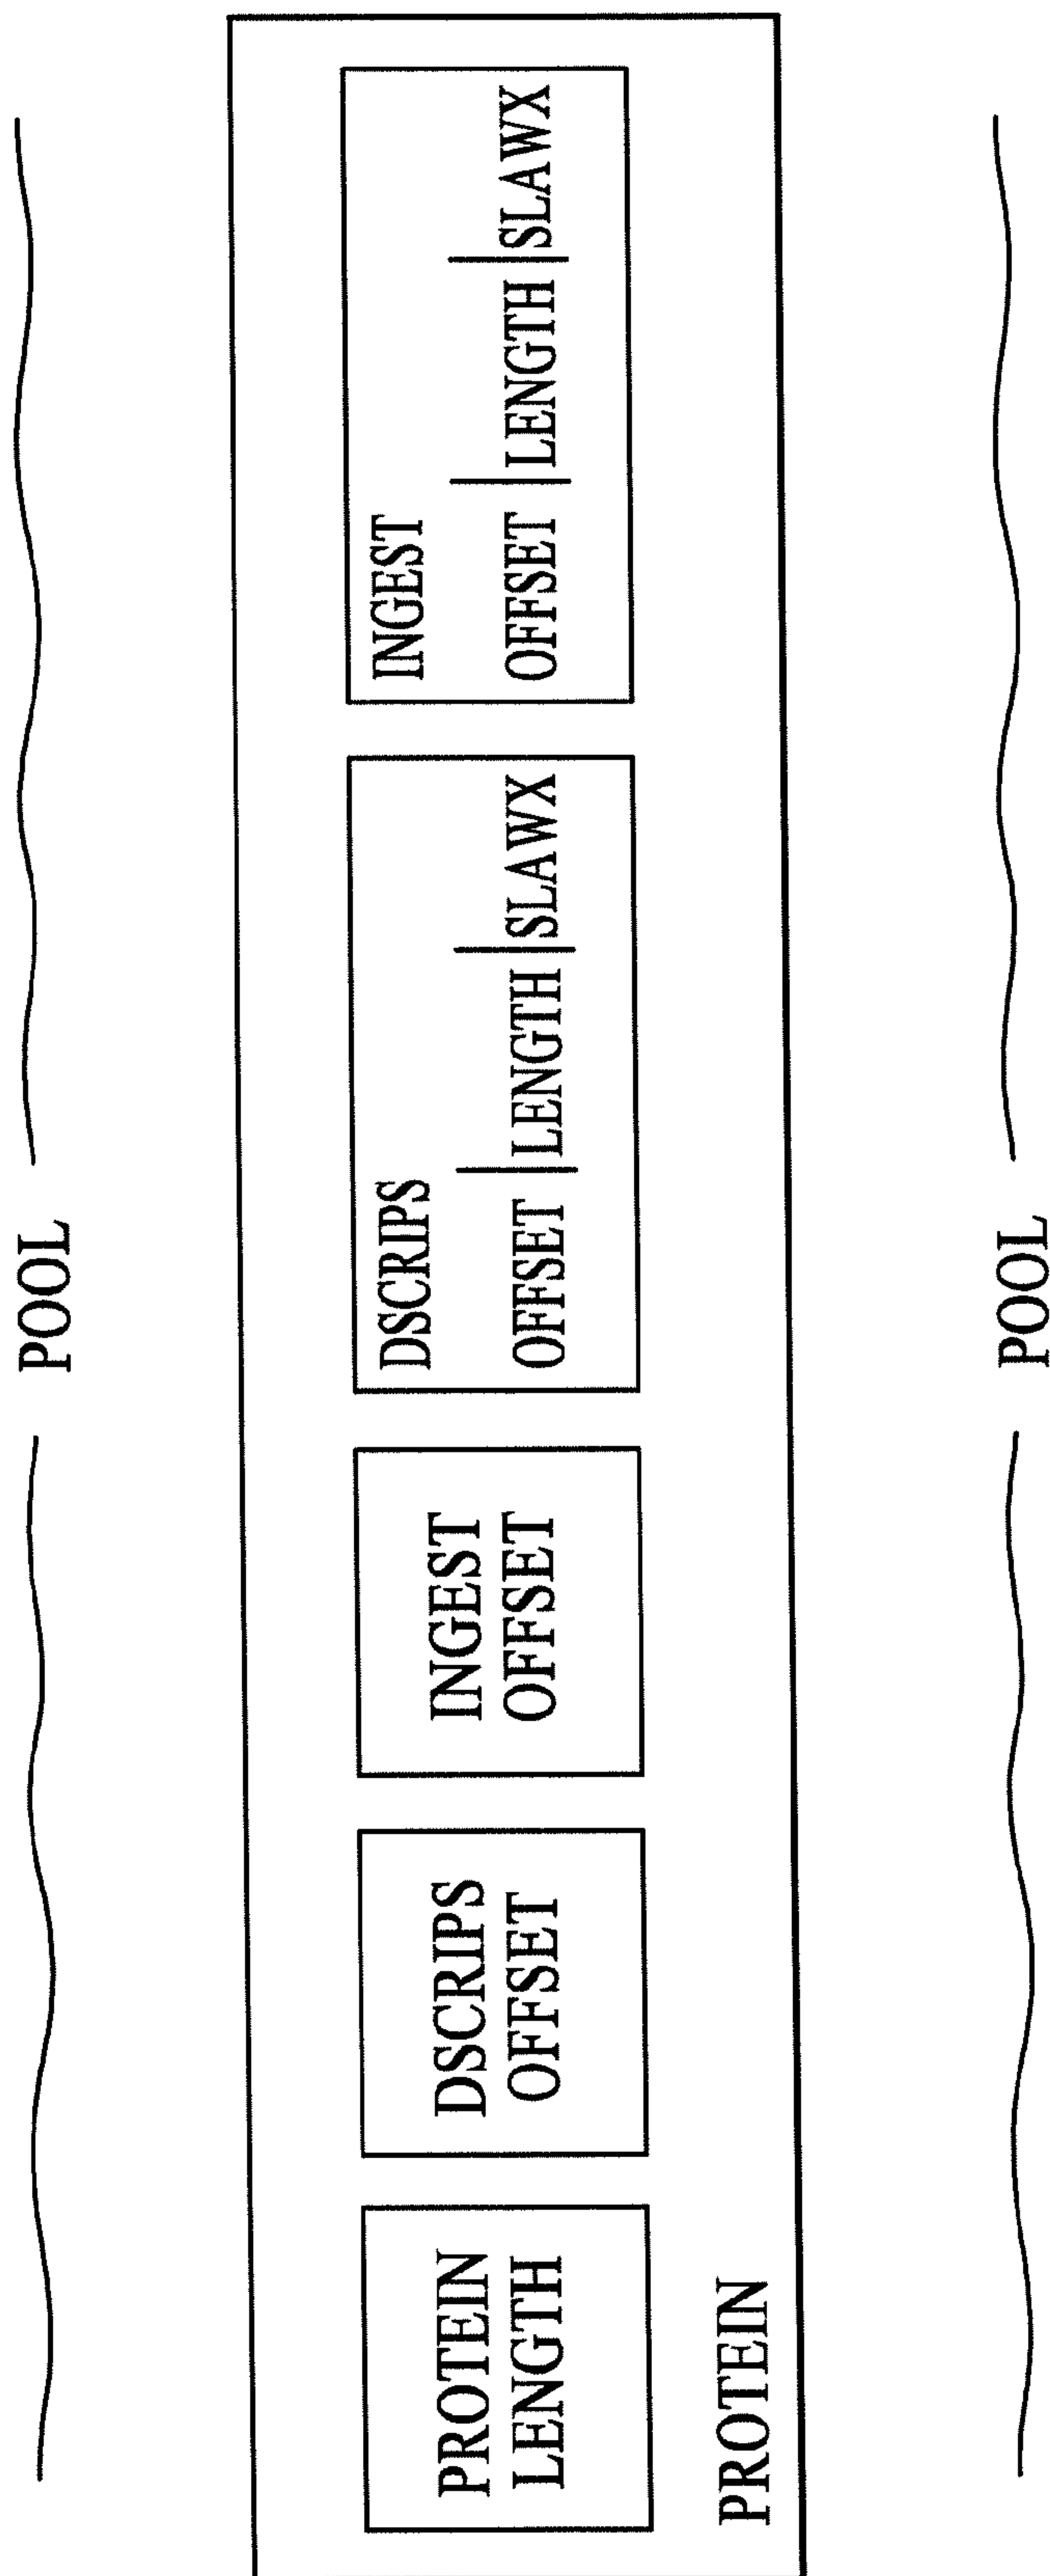 POOL
PROTEIN
LENGTH
DSCRIPS
OFFSET
INGEST
OFFSET
DSCRIPS
OFFSET LENGTH SLAWX
INGEST
OFFSET LENGTH SLAWX
PROTEIN
POOL